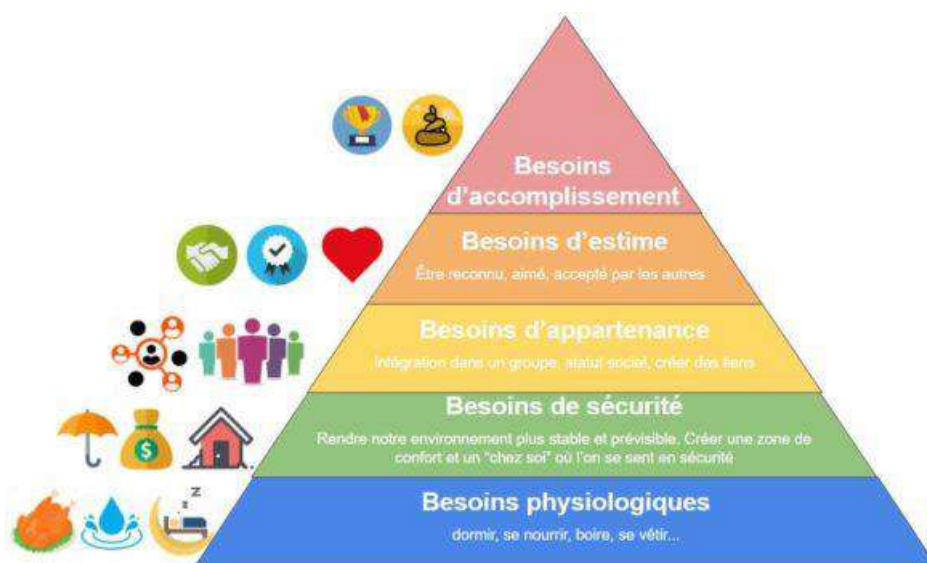 Besoins
d'accomplissement
Besoins d'estime
Être reconnu, aimé, accepté par les autres
Besoins d'appartenance
Intégration dans un groupe, statut social, créer des liens
Besoins de sécurité
Rendre notre environnement plus stable et prévisible. Créer une zone de
confort et un "chez soi" où l'on se sent en sécurité
Besoins physiologiques
dormir, se nourrir, boire, se vêtir...